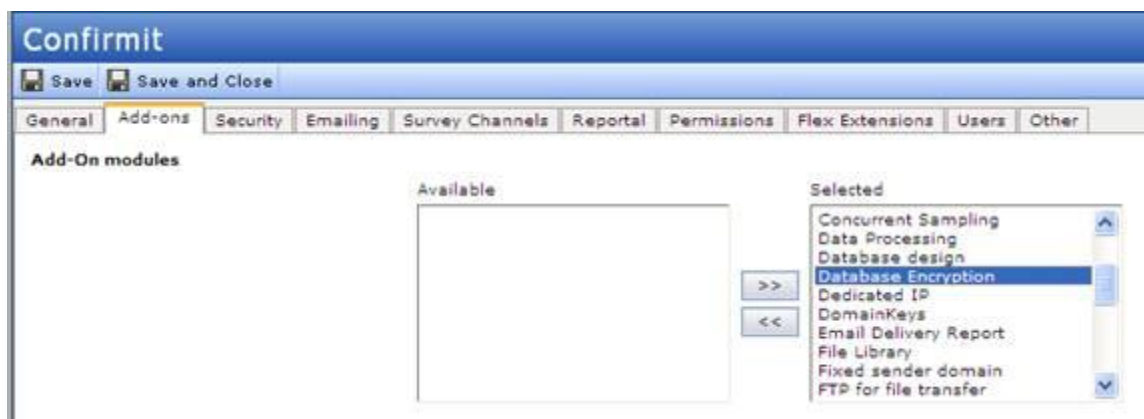 Confirmit
Save Save and Close
General Add-ons Security Emailing Survey Channels Reportal Permissions Flex Extensions Users Other
Add-On modules
Available Selected
Concurrent Sampling
Data Processing
Database design
Database Encryption
>> Dedicated IP
DomainKeys
<< Email Delivery Report
File Library
Fixed sender domain
FTP for file transfer